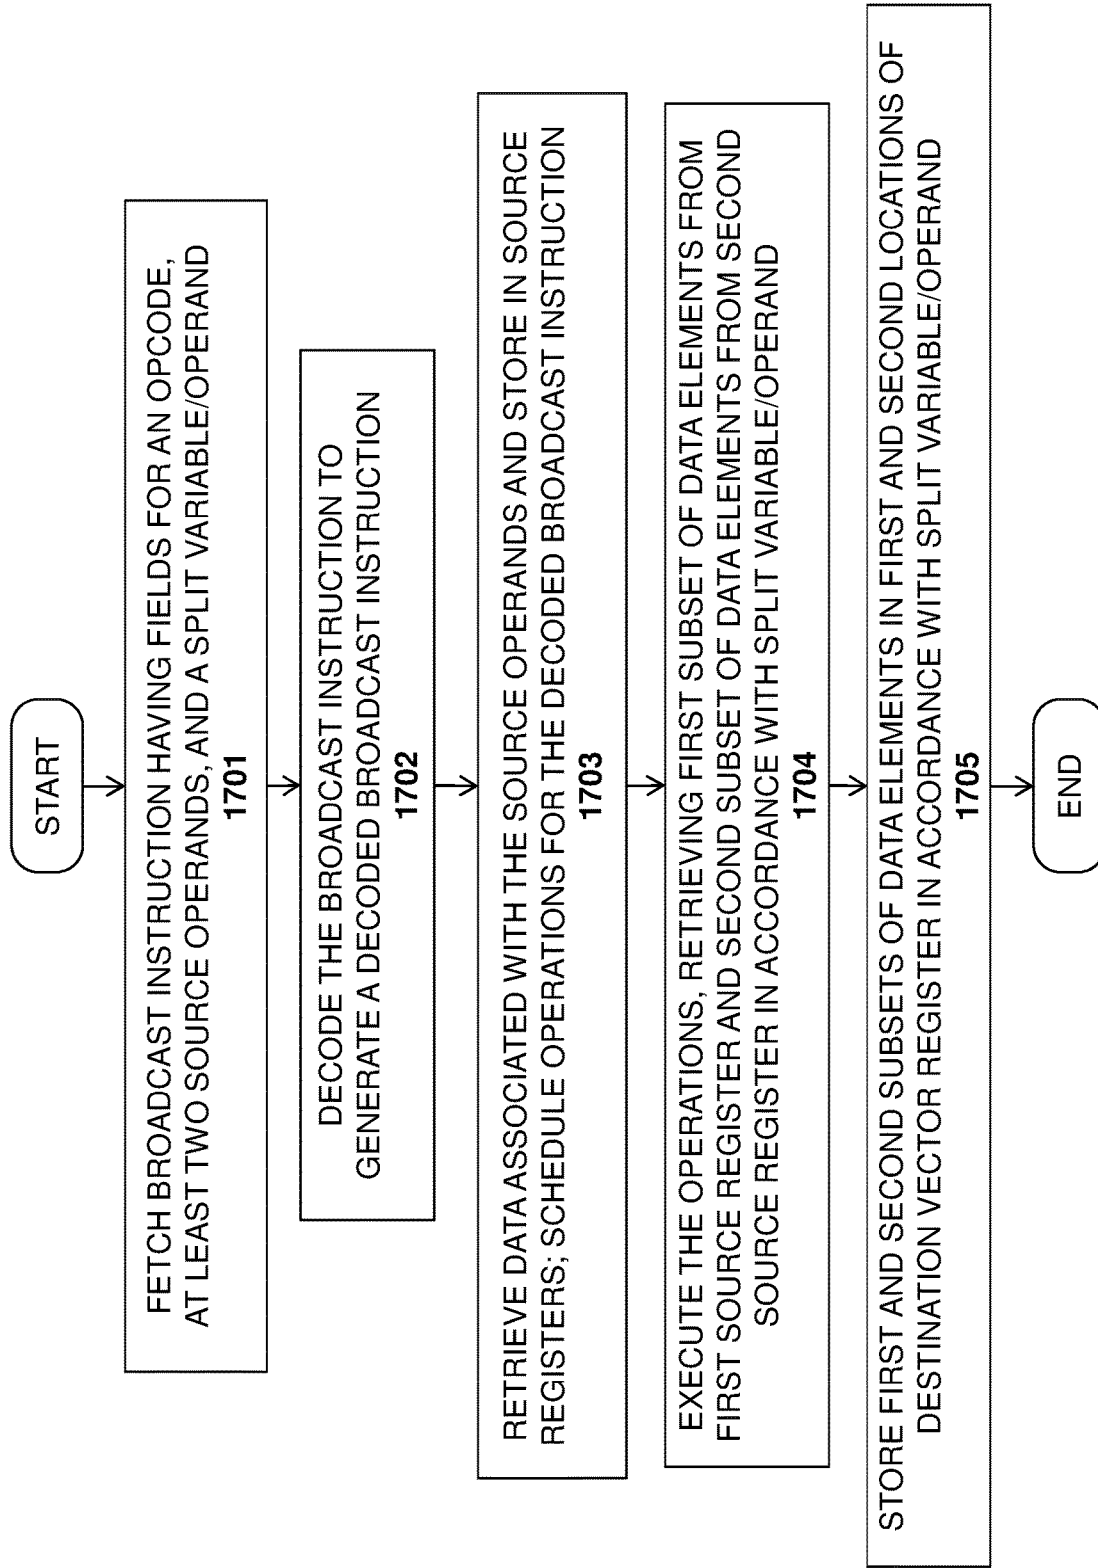 START
FETCH BROADCAST INSTRUCTION HAVING FIELDS FOR AN OPCODE,
AT LEAST TWO SOURCE OPERANDS, AND A SPLIT VARIABLE/OPERAND
1701
DECODE THE BROADCAST INSTRUCTION TO
GENERATE A DECODED BROADCAST INSTRUCTION
1702
RETRIEVE DATA ASSOCIATED WITH THE SOURCE OPERANDS AND STORE IN SOURCE
REGISTERS; SCHEDULE OPERATIONS FOR THE DECODED BROADCAST INSTRUCTION
1703
EXECUTE THE OPERATIONS, RETRIEVING FIRST SUBSET OF DATA ELEMENTS FROM
FIRST SOURCE REGISTER AND SECOND SUBSET OF DATA ELEMENTS FROM SECOND
SOURCE REGISTER IN ACCORDANCE WITH SPLIT VARIABLE/OPERAND
1704
STORE FIRST AND SECOND SUBSETS OF DATA ELEMENTS IN FIRST AND SECOND LOCATIONS OF
DESTINATION VECTOR REGISTER IN ACCORDANCE WITH SPLIT VARIABLE/OPERAND
1705
END